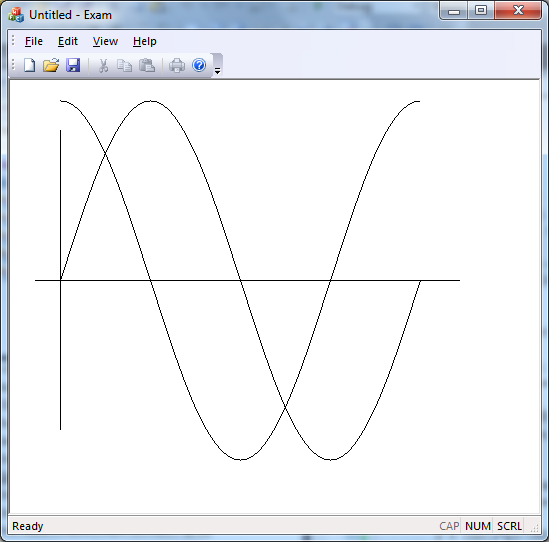 Untitled - Exam
File Edit View Help
Ready CAP NUM SCRL